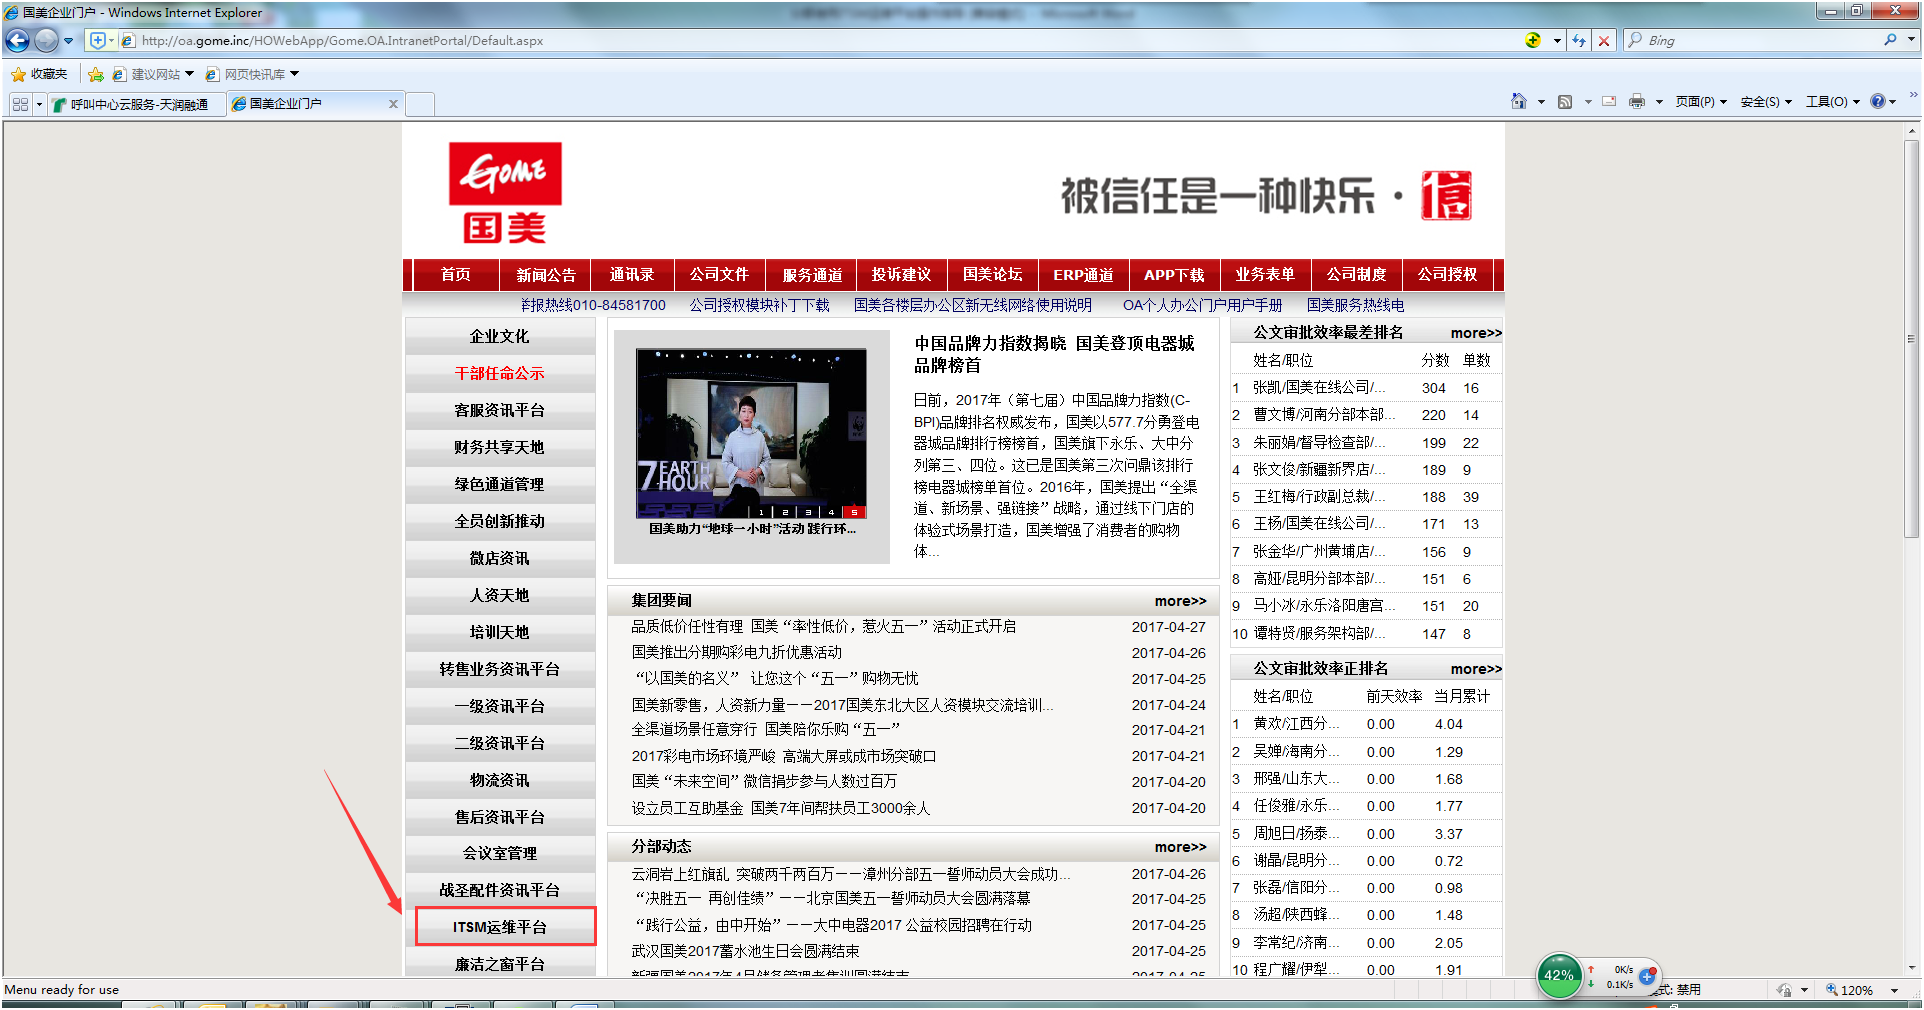 国美企业门户 - Windows Internet Explorer
http://oa.gome.inc/HOWebApp/Gome.OA.IntranetPortal/Default.aspx
Bing
收藏夹 建议网站 网页快讯库
呼叫中心云服务-天润融通 国美企业门户 x
页面(P) 安全(S) 工具(O)
GOME
国美
被信任是一种快乐·信
首页 新闻公告 通讯录 公司文件 服务通道 投诉建议 国美论坛 ERP通道 APP下载 业务表单 公司制度 公司授权
报热线010-84581700 公司授权模块补丁下载 国美各楼层办公区新无线网络使用说明 OA个人办公门户用户手册 国美服务热线电
企业文化
干部任命公示
客服资讯平台
财务共享天地
绿色通道管理
全员创新推动
微店资讯
人资天地
培训天地
转售业务资讯平台
一级资讯平台
二级资讯平台
物流资讯
售后资讯平台
会议室管理
战圣配件资讯平台
ITSM运维平台
廉洁之窗平台
7 EARTH HOUR
1 2 3 4 5
国美助力“地球一小时”活动 践行环...
中国品牌力指数揭晓 国美登顶电器城
品牌榜首
日前，2017年（第七届）中国品牌力指数(C-
BPI)品牌排名权威发布，国美以577.7分勇登电
器城品牌排行榜榜首，国美旗下永乐、大中分
列第三、四位。这已是国美第三次问鼎该排行
榜电器城榜单首位。2016年，国美提出“全渠
道、新场景、强链接”战略，通过线下门店的
体验式场景打造，国美增强了消费者的购物
体...
集团要闻 more>>
品质低价任性有理 国美“率性低价，惹火五一”活动正式开启 2017-04-27
国美推出分期购彩电九折优惠活动 2017-04-26
“以国美的名义” 让您这个“五一”购物无忧 2017-04-25
国美新零售，人资新力量——2017国美东北大区人资模块交流培训... 2017-04-24
全渠道场景任意穿行 国美陪你乐购“五一” 2017-04-21
2017彩电市场环境严峻 高端大屏或成市场突破口 2017-04-21
国美“未来空间”微信捐步参与人数过百万 2017-04-20
设立员工互助基金 国美7年间帮扶员工3000余人 2017-04-20
分部动态 more>>
云洞岩上红旗乱 突破两千两百万——漳州分部五一誓师动员大会成功... 2017-04-26
“决胜五一 再创佳绩”——北京国美五一誓师动员大会圆满落幕 2017-04-25
“践行公益，由中开始”——大中电器2017 公益校园招聘在行动 2017-04-25
武汉国美2017蓄水池生日会圆满结束 2017-04-25
新疆国美2017年4月储备管理者集训圆满结束 2017-04-25
公文审批效率最差排名 more>>
姓名/职位 分数 单数
1 张凯/国美在线公司/... 304 16
2 曹文博/河南分部本部... 220 14
3 朱丽娟/督导检查部/... 199 22
4 张文俊/新疆新界店/... 189 9
5 王红梅/行政副总裁/... 188 39
6 王杨/国美在线公司/... 171 13
7 张金华/广州黄埔店/... 156 9
8 高娅/昆明分部本部/... 151 6
9 马小冰/永乐洛阳唐宫... 151 20
10 谭特贤/服务架构部/... 147 8
公文审批效率正排名 more>>
姓名/职位 前天效率 当月累计
1 黄欢/江西分... 0.00 4.04
2 吴婵/海南分... 0.00 1.29
3 邢强/山东大... 0.00 1.68
4 任俊雅/永乐... 0.00 1.77
5 周旭日/扬泰... 0.00 3.37
6 谢晶/昆明分... 0.00 0.72
7 张磊/信阳分... 0.00 0.98
8 汤超/陕西蜂... 0.00 1.48
9 李常纪/济南... 0.00 2.05
10 程广耀/伊犁... 0.00 1.91
42% 0K/s
0.1K/s
Menu ready for use 式: 禁用 120%